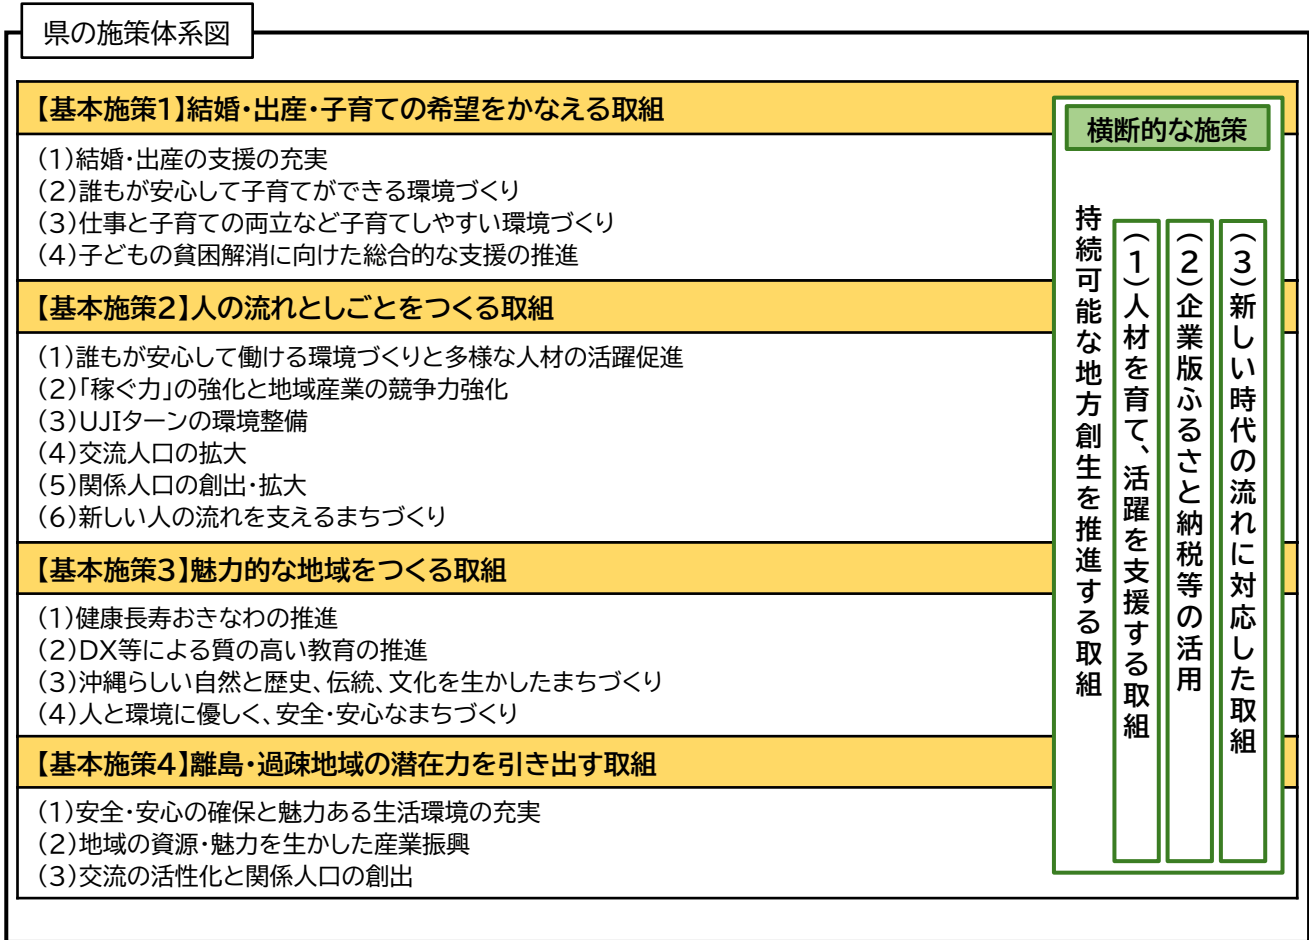 県の施策体系図
【基本施策1】結婚・出産・子育ての希望をかなえる取組
(1)結婚・出産の支援の充実
(2)誰もが安心して子育てができる環境づくり
(3)仕事と子育ての両立など子育てしやすい環境づくり
(4)子どもの貧困解消に向けた総合的な支援の推進
【基本施策2】人の流れとしごとをつくる取組
(1)誰もが安心して働ける環境づくりと多様な人材の活躍促進
(2)「稼ぐ力」の強化と地域産業の競争力強化
(3)UJIターンの環境整備
(4)交流人口の拡大
(5)関係人口の創出・拡大
(6)新しい人の流れを支えるまちづくり
【基本施策3】魅力的な地域をつくる取組
(1)健康長寿おきなわの推進
(2)DX等による質の高い教育の推進
(3)沖縄らしい自然と歴史、伝統、文化を生かしたまちづくり
(4)人と環境に優しく、安全・安心なまちづくり
【基本施策4】離島・過疎地域の潜在力を引き出す取組
(1)安全・安心の確保と魅力ある生活環境の充実
(2)地域の資源・魅力を生かした産業振興
(3)交流の活性化と関係人口の創出
横断的な施策
持続可能な地方創生を推進する取組
(1)人材を育て、活躍を支援する取組
(2)企業版ふるさと納税等の活用
(3)新しい時代の流れに対応した取組